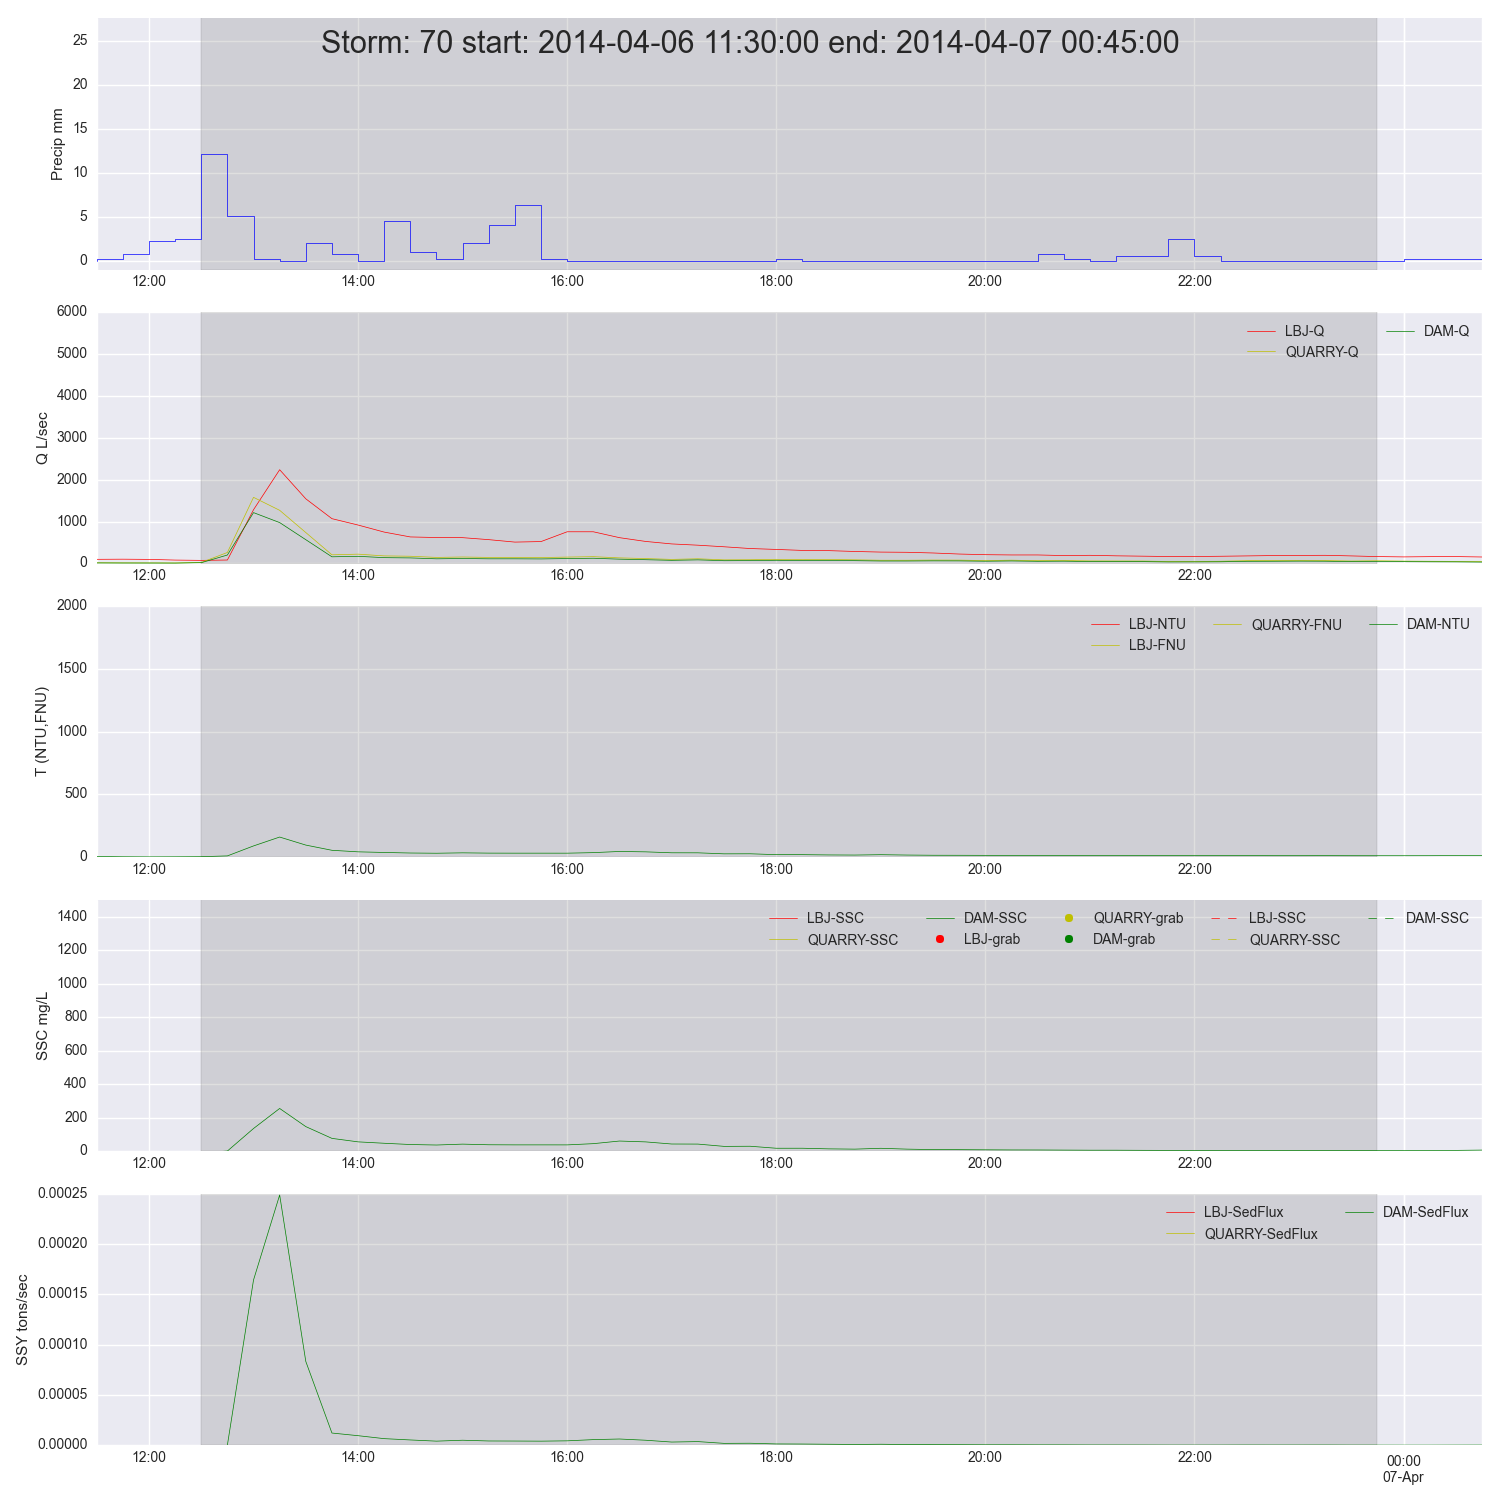 Storm: 70 start: 2014-04-06 11:30:00 end: 2014-04-07 00:45:00
Precip mm
25
20
15
10
5
0
12:00 14:00 16:00 18:00 20:00 22:00
Q L/sec
6000
5000
4000
3000
2000
1000
0
LBJ-Q DAM-Q
QUARRY-Q
12:00 14:00 16:00 18:00 20:00 22:00
T (NTU,FNU)
2000
1500
1000
500
0
LBJ-NTU QUARRY-FNU DAM-NTU
LBJ-FNU
12:00 14:00 16:00 18:00 20:00 22:00
SSC mg/L
1400
1200
1000
800
600
400
200
0
LBJ-SSC DAM-SSC QUARRY-grab LBJ-SSC DAM-SSC
QUARRY-SSC LBJ-grab DAM-grab QUARRY-SSC
12:00 14:00 16:00 18:00 20:00 22:00
SSY tons/sec
0.00025
0.00020
0.00015
0.00010
0.00005
0.00000
LBJ-SedFlux DAM-SedFlux
QUARRY-SedFlux
12:00 14:00 16:00 18:00 20:00 22:00 00:00
07-Apr